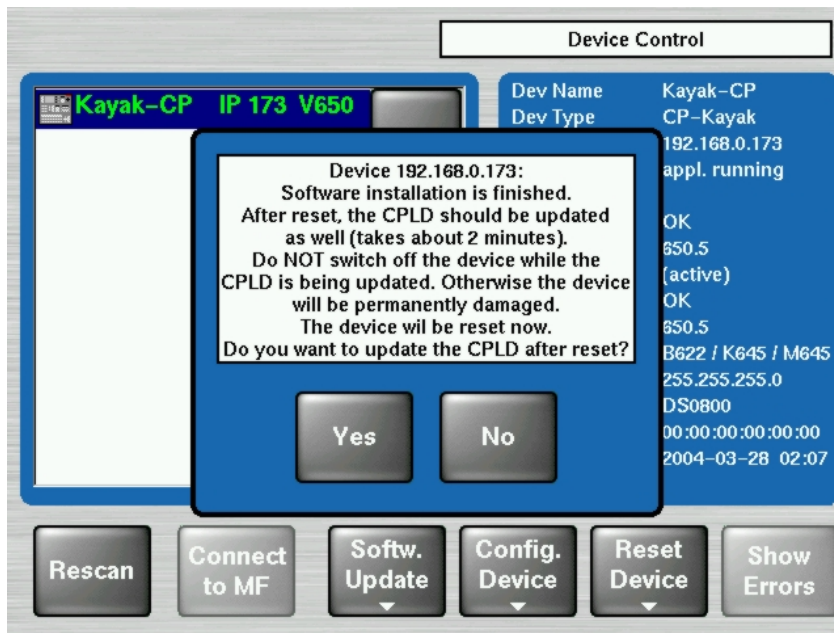 Device Control
Kayak-CP IP 173 V650
Dev Name Kayak-CP
Dev Type CP-Kayak
192.168.0.173
appl. running
OK
650.5
(active)
OK
650.5
B622 / K645 / M645
255.255.255.0
DS0800
00:00:00:00:00:00
2004-03-28 02:07
Device 192.168.0.173:
Software installation is finished.
After reset, the CPLD should be updated
as well (takes about 2 minutes).
Do NOT switch off the device while the
CPLD is being updated. Otherwise the device
will be permanently damaged.
The device wil be reset now.
Do you want to update the CPLD after reset?
Yes
No
Rescan
Connect
to MF
Softw.
Update
Config.
Device
Reset
Device
Show
Errors